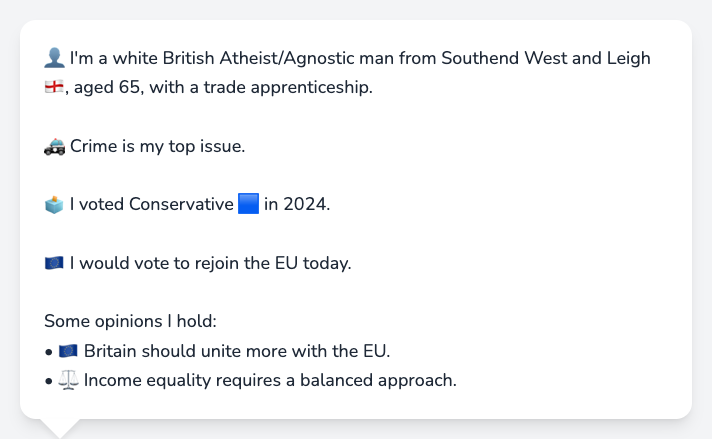 👤 I'm a white British Atheist/Agnostic man from Southend West and Leigh
🏴󠁧󠁢󠁥󠁮󠁧󠁿, aged 65, with a trade apprenticeship.
🚓 Crime is my top issue.
🗳️ I voted Conservative 🟦 in 2024.
🇪🇺 I would vote to rejoin the EU today.
Some opinions I hold:
• 🇪🇺 Britain should unite more with the EU.
• ⚖️ Income equality requires a balanced approach.